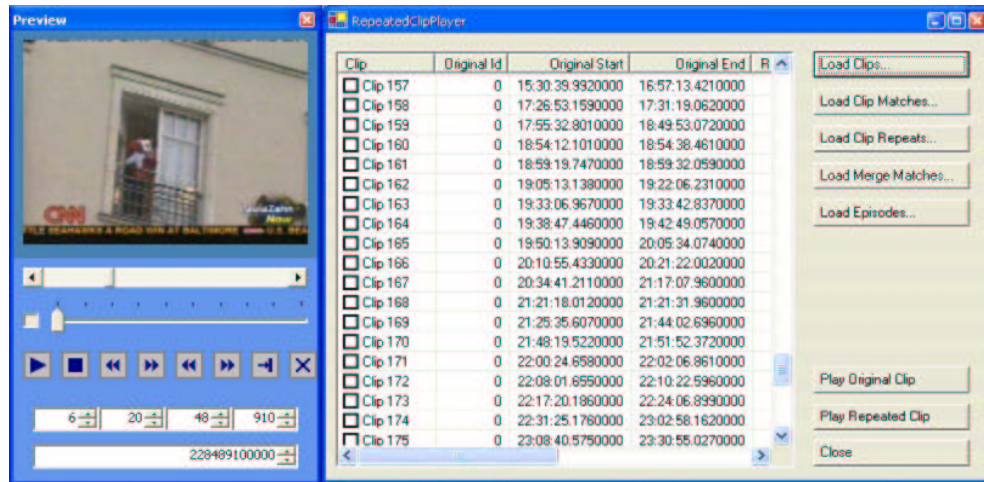 Preview
CNN
Now
TLE SEAHAWKS A ROAD WIN AT BALTIMORE
6 20 48 910
228489100000
RepeatedClipPlayer
Clip Original Id Original Start Original End R
Clip 157 0 15:30:39.9920000 16:57:13.4210000
Clip 158 0 17:26:53.1590000 17:31:19.0620000
Clip 159 0 17:55:32.8010000 18:49:53.0720000
Clip 160 0 18:54:12.1010000 18:54:38.4610000
Clip 161 0 18:59:19.7470000 18:59:32.0590000
Clip 162 0 19:05:13.1380000 19:22:06.2310000
Clip 163 0 19:33:06.9670000 19:33:42.8370000
Clip 164 0 19:38:47.4460000 19:42:49.0570000
Clip 165 0 19:50:13.9090000 20:05:34.0740000
Clip 166 0 20:10:55.4330000 20:21:22.0020000
Clip 167 0 20:34:41.2110000 21:17:07.9600000
Clip 168 0 21:21:18.0120000 21:21:31.9600000
Clip 169 0 21:25:35.6070000 21:44:02.6960000
Clip 170 0 21:48:19.5220000 21:51:52.3720000
Clip 171 0 22:00:24.6580000 22:02:06.8610000
Clip 172 0 22:08:01.6550000 22:10:22.5960000
Clip 173 0 22:17:20.1860000 22:24:06.8990000
Clip 174 0 22:31:25.1760000 23:02:58.1620000
Clip 175 0 23:08:40.5750000 23:30:55.0270000
Load Clips...
Load Clip Matches...
Load Clip Repeats...
Load Merge Matches...
Load Episodes...
Play Original Clip
Play Repeated Clip
Close